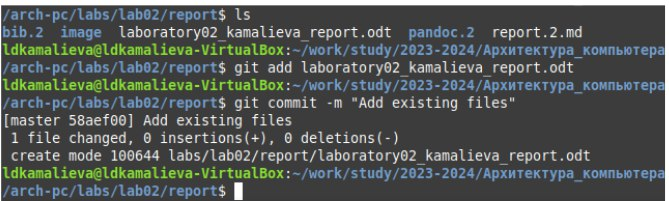 /arch-pc/labs/lab02/report$ ls
bib.2  image  laboratory02_kamalieva_report.odt  pandoc.2  report.2.md
ldkamalieva@ldkamalieva-VirtualBox:~/work/study/2023-2024/Архитектура_компьютера
/arch-pc/labs/lab02/report$ git add laboratory02_kamalieva_report.odt
ldkamalieva@ldkamalieva-VirtualBox:~/work/study/2023-2024/Архитектура_компьютера
/arch-pc/labs/lab02/report$ git commit -m "Add existing files"
[master 58aef00] Add existing files
 1 file changed, 0 insertions(+), 0 deletions(-)
 create mode 100644 labs/lab02/report/laboratory02_kamalieva_report.odt
ldkamalieva@ldkamalieva-VirtualBox:~/work/study/2023-2024/Архитектура_компьютера
/arch-pc/labs/lab02/report$